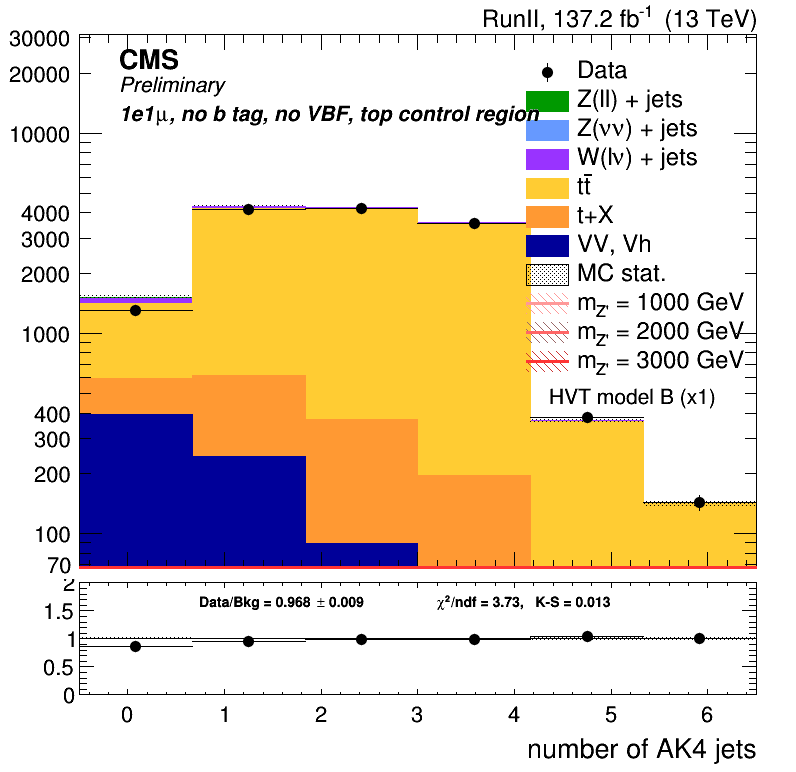 RunII, 137.2 fb⁻¹ (13 TeV)
CMS
Preliminary
1e1μ, no b tag, no VBF, top control region
Data
Z(ll) + jets
Z(νν) + jets
W(lν) + jets
tt̄
t+X
VV, Vh
MC stat.
m_Z' = 1000 GeV
m_Z' = 2000 GeV
m_Z' = 3000 GeV
HVT model B (x1)
30000
20000
10000
4000
3000
2000
1000
400
300
200
100
70
Data/Bkg = 0.968 ± 0.009 χ²/ndf = 3.73, K-S = 0.013
2
1.5
1
0.5
0
0 1 2 3 4 5 6
number of AK4 jets